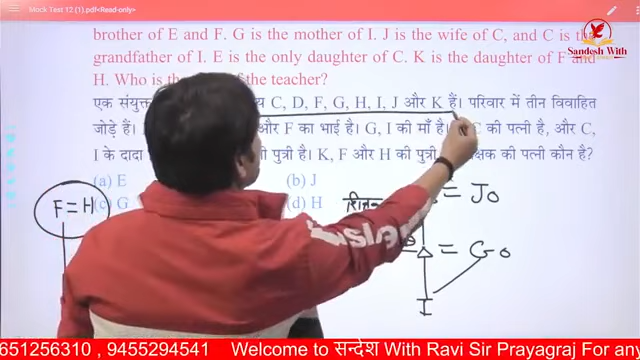 Mock Test 12 (1).pdf<Read-only>
Sandesh With
brother of E and F. G is the mother of I. J is the wife of C, and C is the
grandfather of I. E is the only daughter of C. K is the daughter of F and
H. Who is the of the teacher?
एक संयुक्त C, D, F, G, H, I, J और K हैं। परिवार में तीन विवाहित
जोड़े हैं। और F का भाई है। G, I की माँ है। C की पत्नी है, और C,
I के दादा पुत्री है। K, F और H की पुत्री की पत्नी कौन है?
(a) E (b) J
(c) G (d) H
F = H
= J
= G
I
651256310 , 9455294541 Welcome to सन्देश With Ravi Sir Prayagraj For any